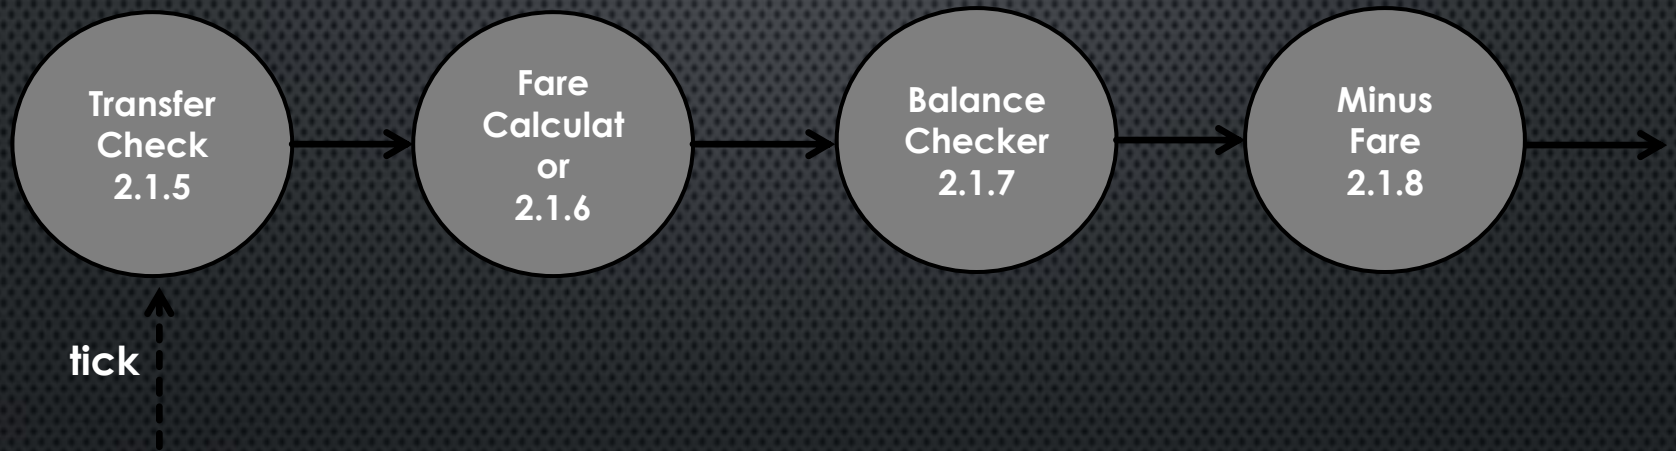 Transfer
Check
2.1.5
Fare
Calculat
or
2.1.6
Balance
Checker
2.1.7
Minus
Fare
2.1.8
tick